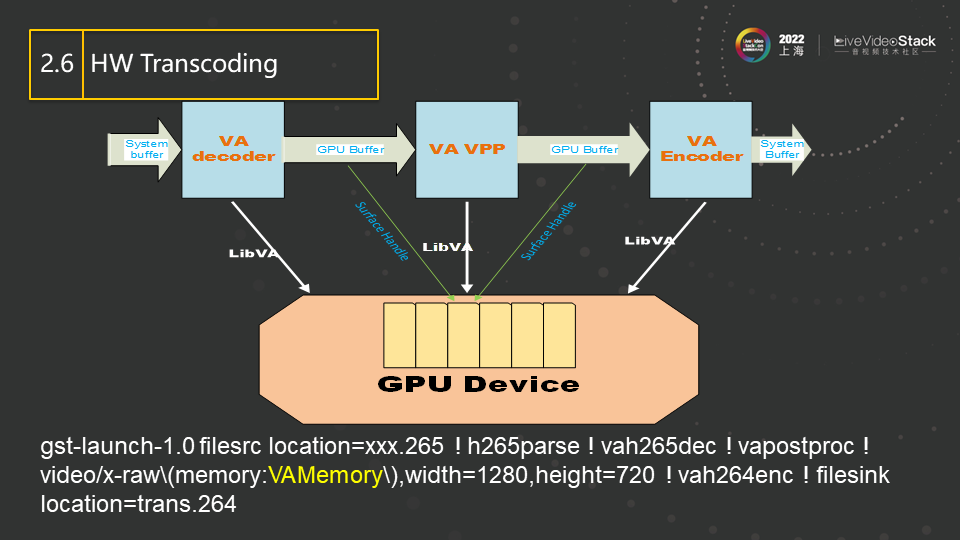 2.6 HW Transcoding
2022
上海
LiveVideoStack
音视频技术社区
System
buffer
VA
decoder
GPU Buffer
VA VPP
GPU Buffer
VA
Encoder
System
Buffer
Surface Handle
Surface Handle
LibVA
LibVA
LibVA
GPU Device
gst-launch-1.0 filesrc location=xxx.265 ! h265parse ! vah265dec ! vapostproc !
video/x-raw\(memory:VAMemory\),width=1280,height=720 ! vah264enc ! filesink
location=trans.264